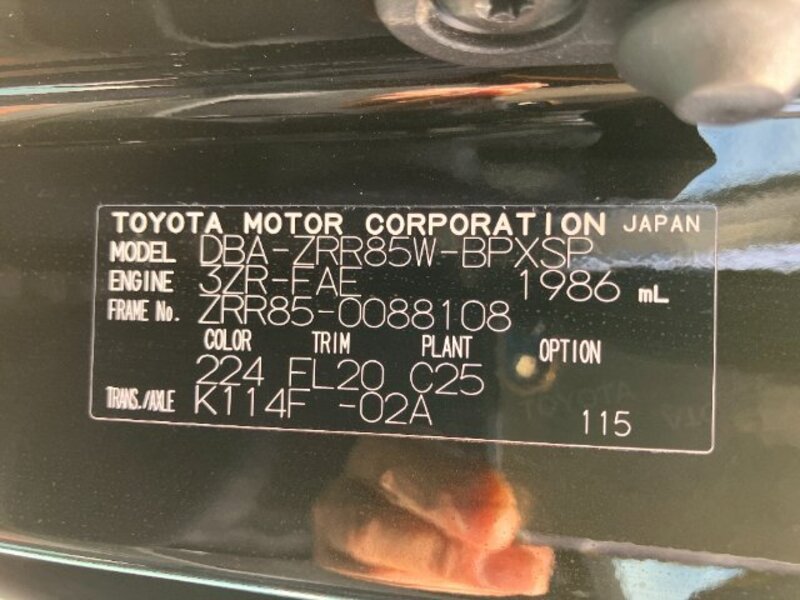 TOYOTA MOTOR CORPORATION JAPAN
MODEL DBA-ZRR85W-BPXSP
ENGINE 3ZR-FAE 1986 mL
FRAME No. ZRR85-0088108
COLOR TRIM PLANT OPTION
224 FL20 C25
TRANS./AXLE K114F -02A 115